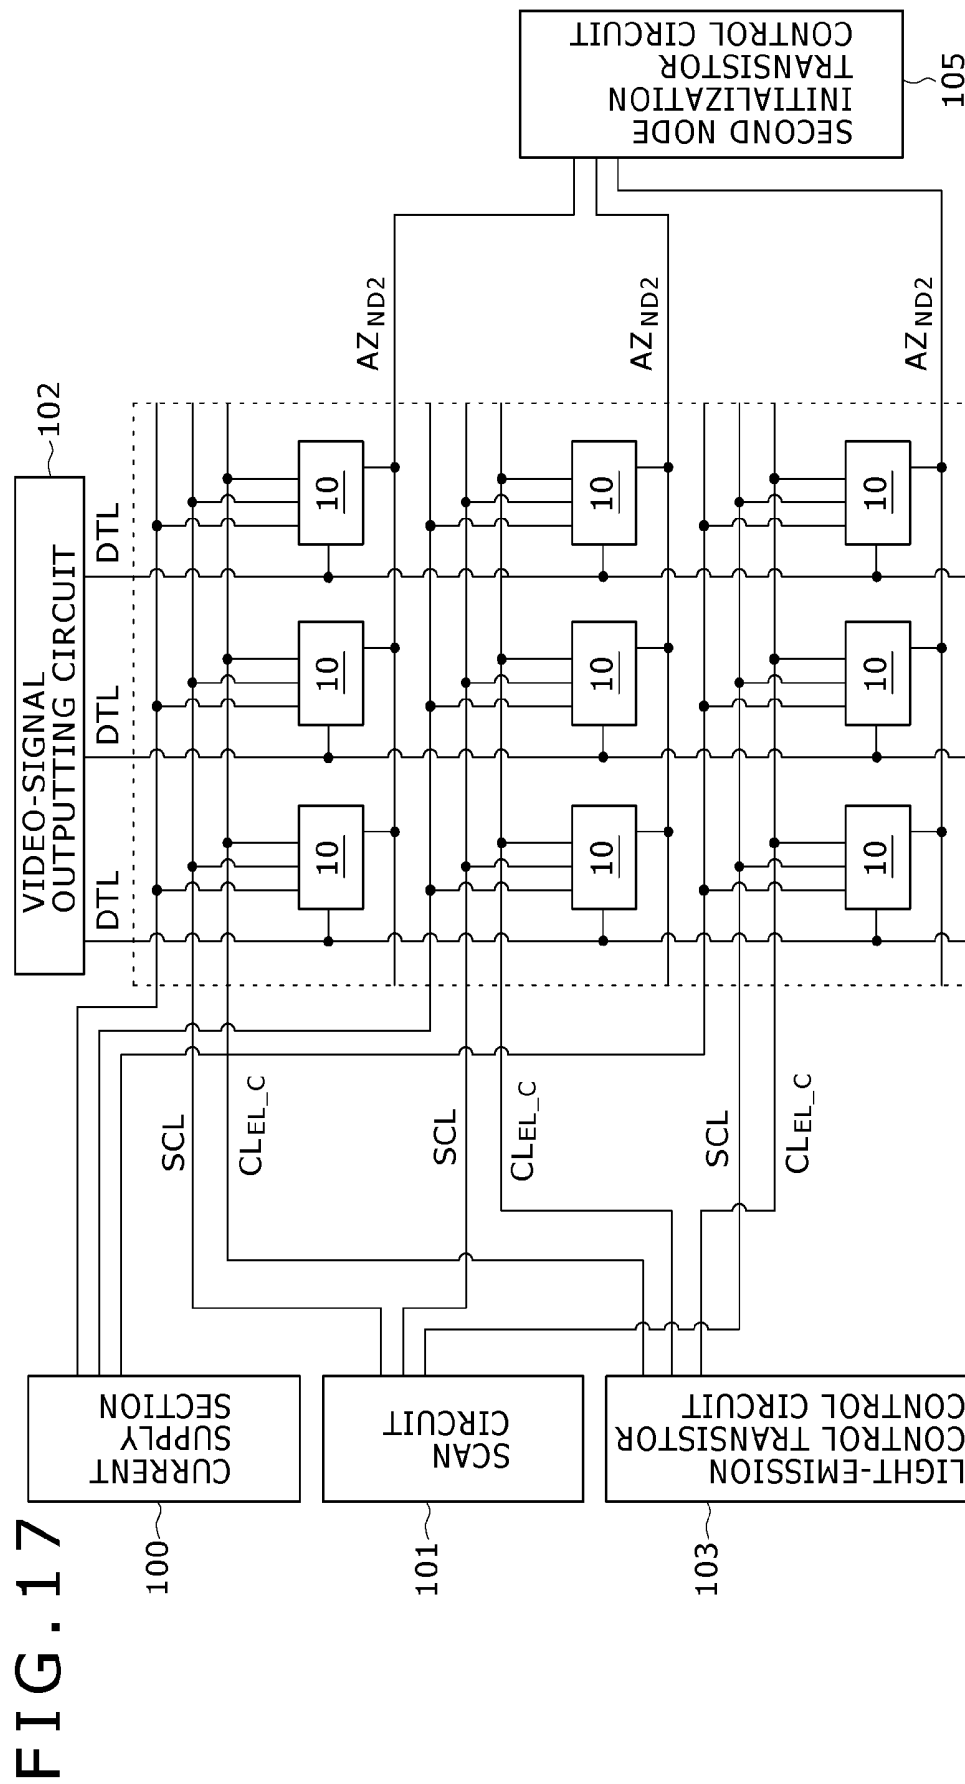 FIG.17
VIDEO-SIGNAL
OUTPUTTING CIRCUIT
102
DTL
DTL
DTL
CURRENT
SUPPLY
SECTION
100
SCAN
CIRCUIT
101
LIGHT-EMISSION
CONTROL TRANSISTOR
CONTROL CIRCUIT
103
SCL
CLEL_C
SCL
CLEL_C
SCL
CLEL_C
10
10
10
10
10
10
10
10
10
AZND2
AZND2
AZND2
SECOND NODE
INITIALIZATION
TRANSISTOR
CONTROL CIRCUIT
105